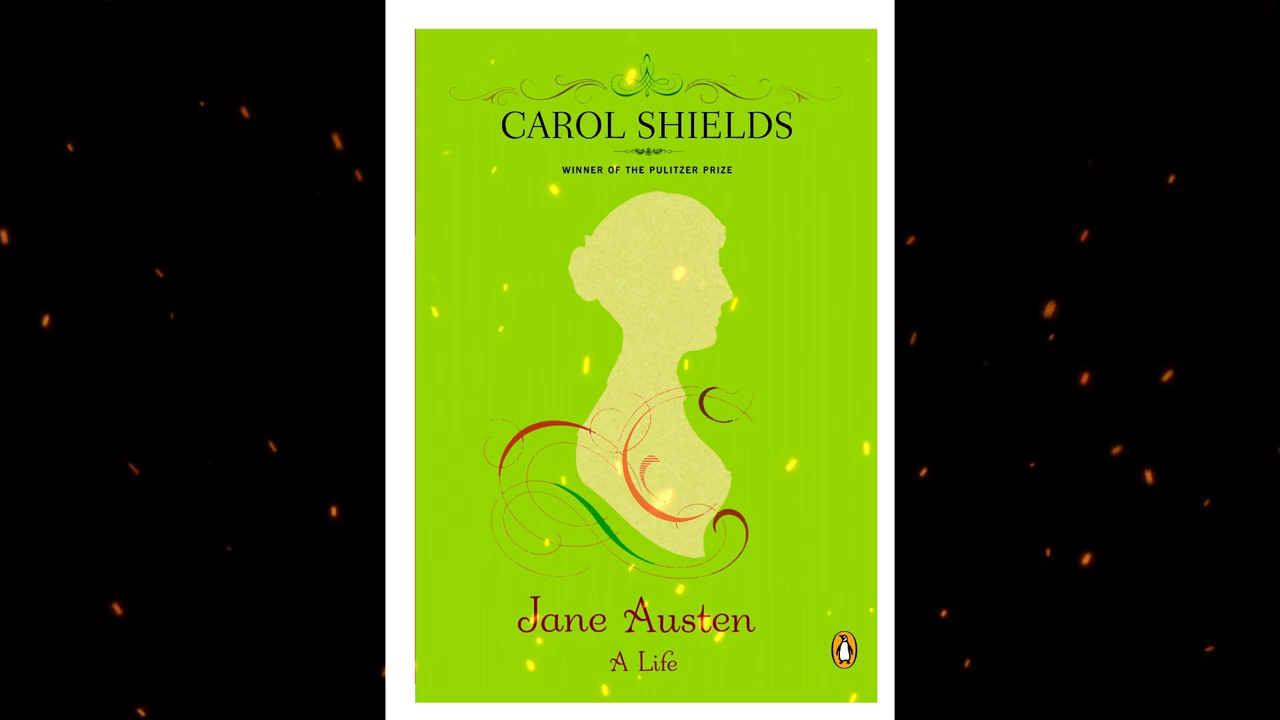 CAROL SHIELDS
WINNER OF THE PULITZER PRIZE
Jane Austen
A Life